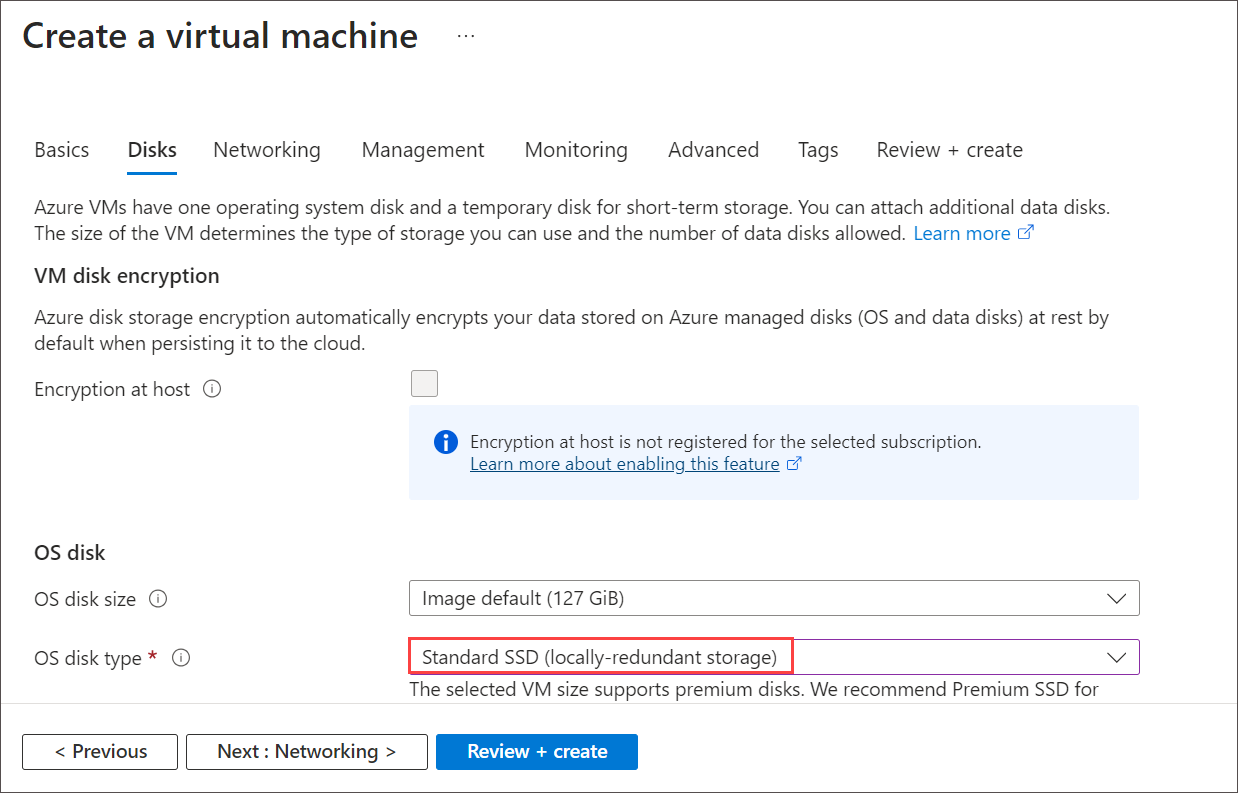 Create a virtual machine ...
Basics Disks Networking Management Monitoring Advanced Tags Review + create
Azure VMs have one operating system disk and a temporary disk for short-term storage. You can attach additional data disks.
The size of the VM determines the type of storage you can use and the number of data disks allowed. Learn more
VM disk encryption
Azure disk storage encryption automatically encrypts your data stored on Azure managed disks (OS and data disks) at rest by
default when persisting it to the cloud.
Encryption at host
Encryption at host is not registered for the selected subscription.
Learn more about enabling this feature
OS disk
OS disk size Image default (127 GiB)
OS disk type * Standard SSD (locally-redundant storage)
The selected VM size supports premium disks. We recommend Premium SSD for
< Previous Next : Networking > Review + create